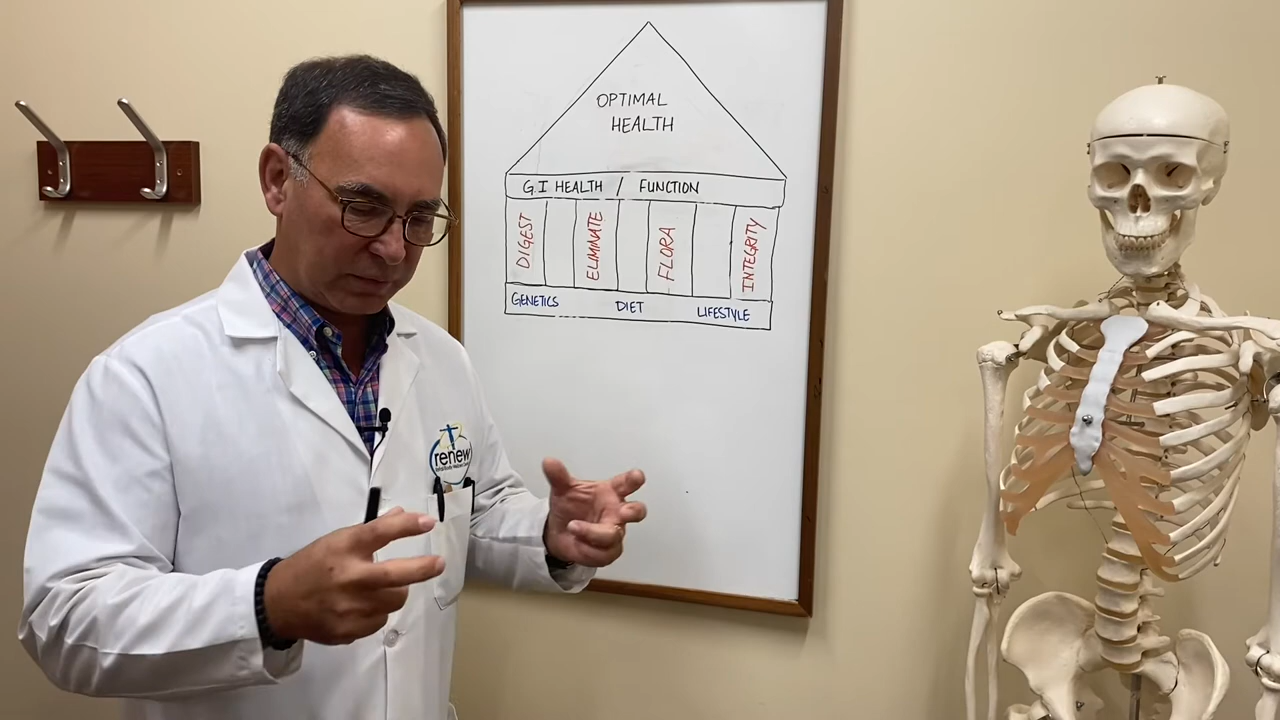 OPTIMAL
HEALTH
G.I HEALTH / FUNCTION
DIGEST
ELIMINATE
FLORA
INTEGRITY
GENETICS DIET LIFESTYLE
renew